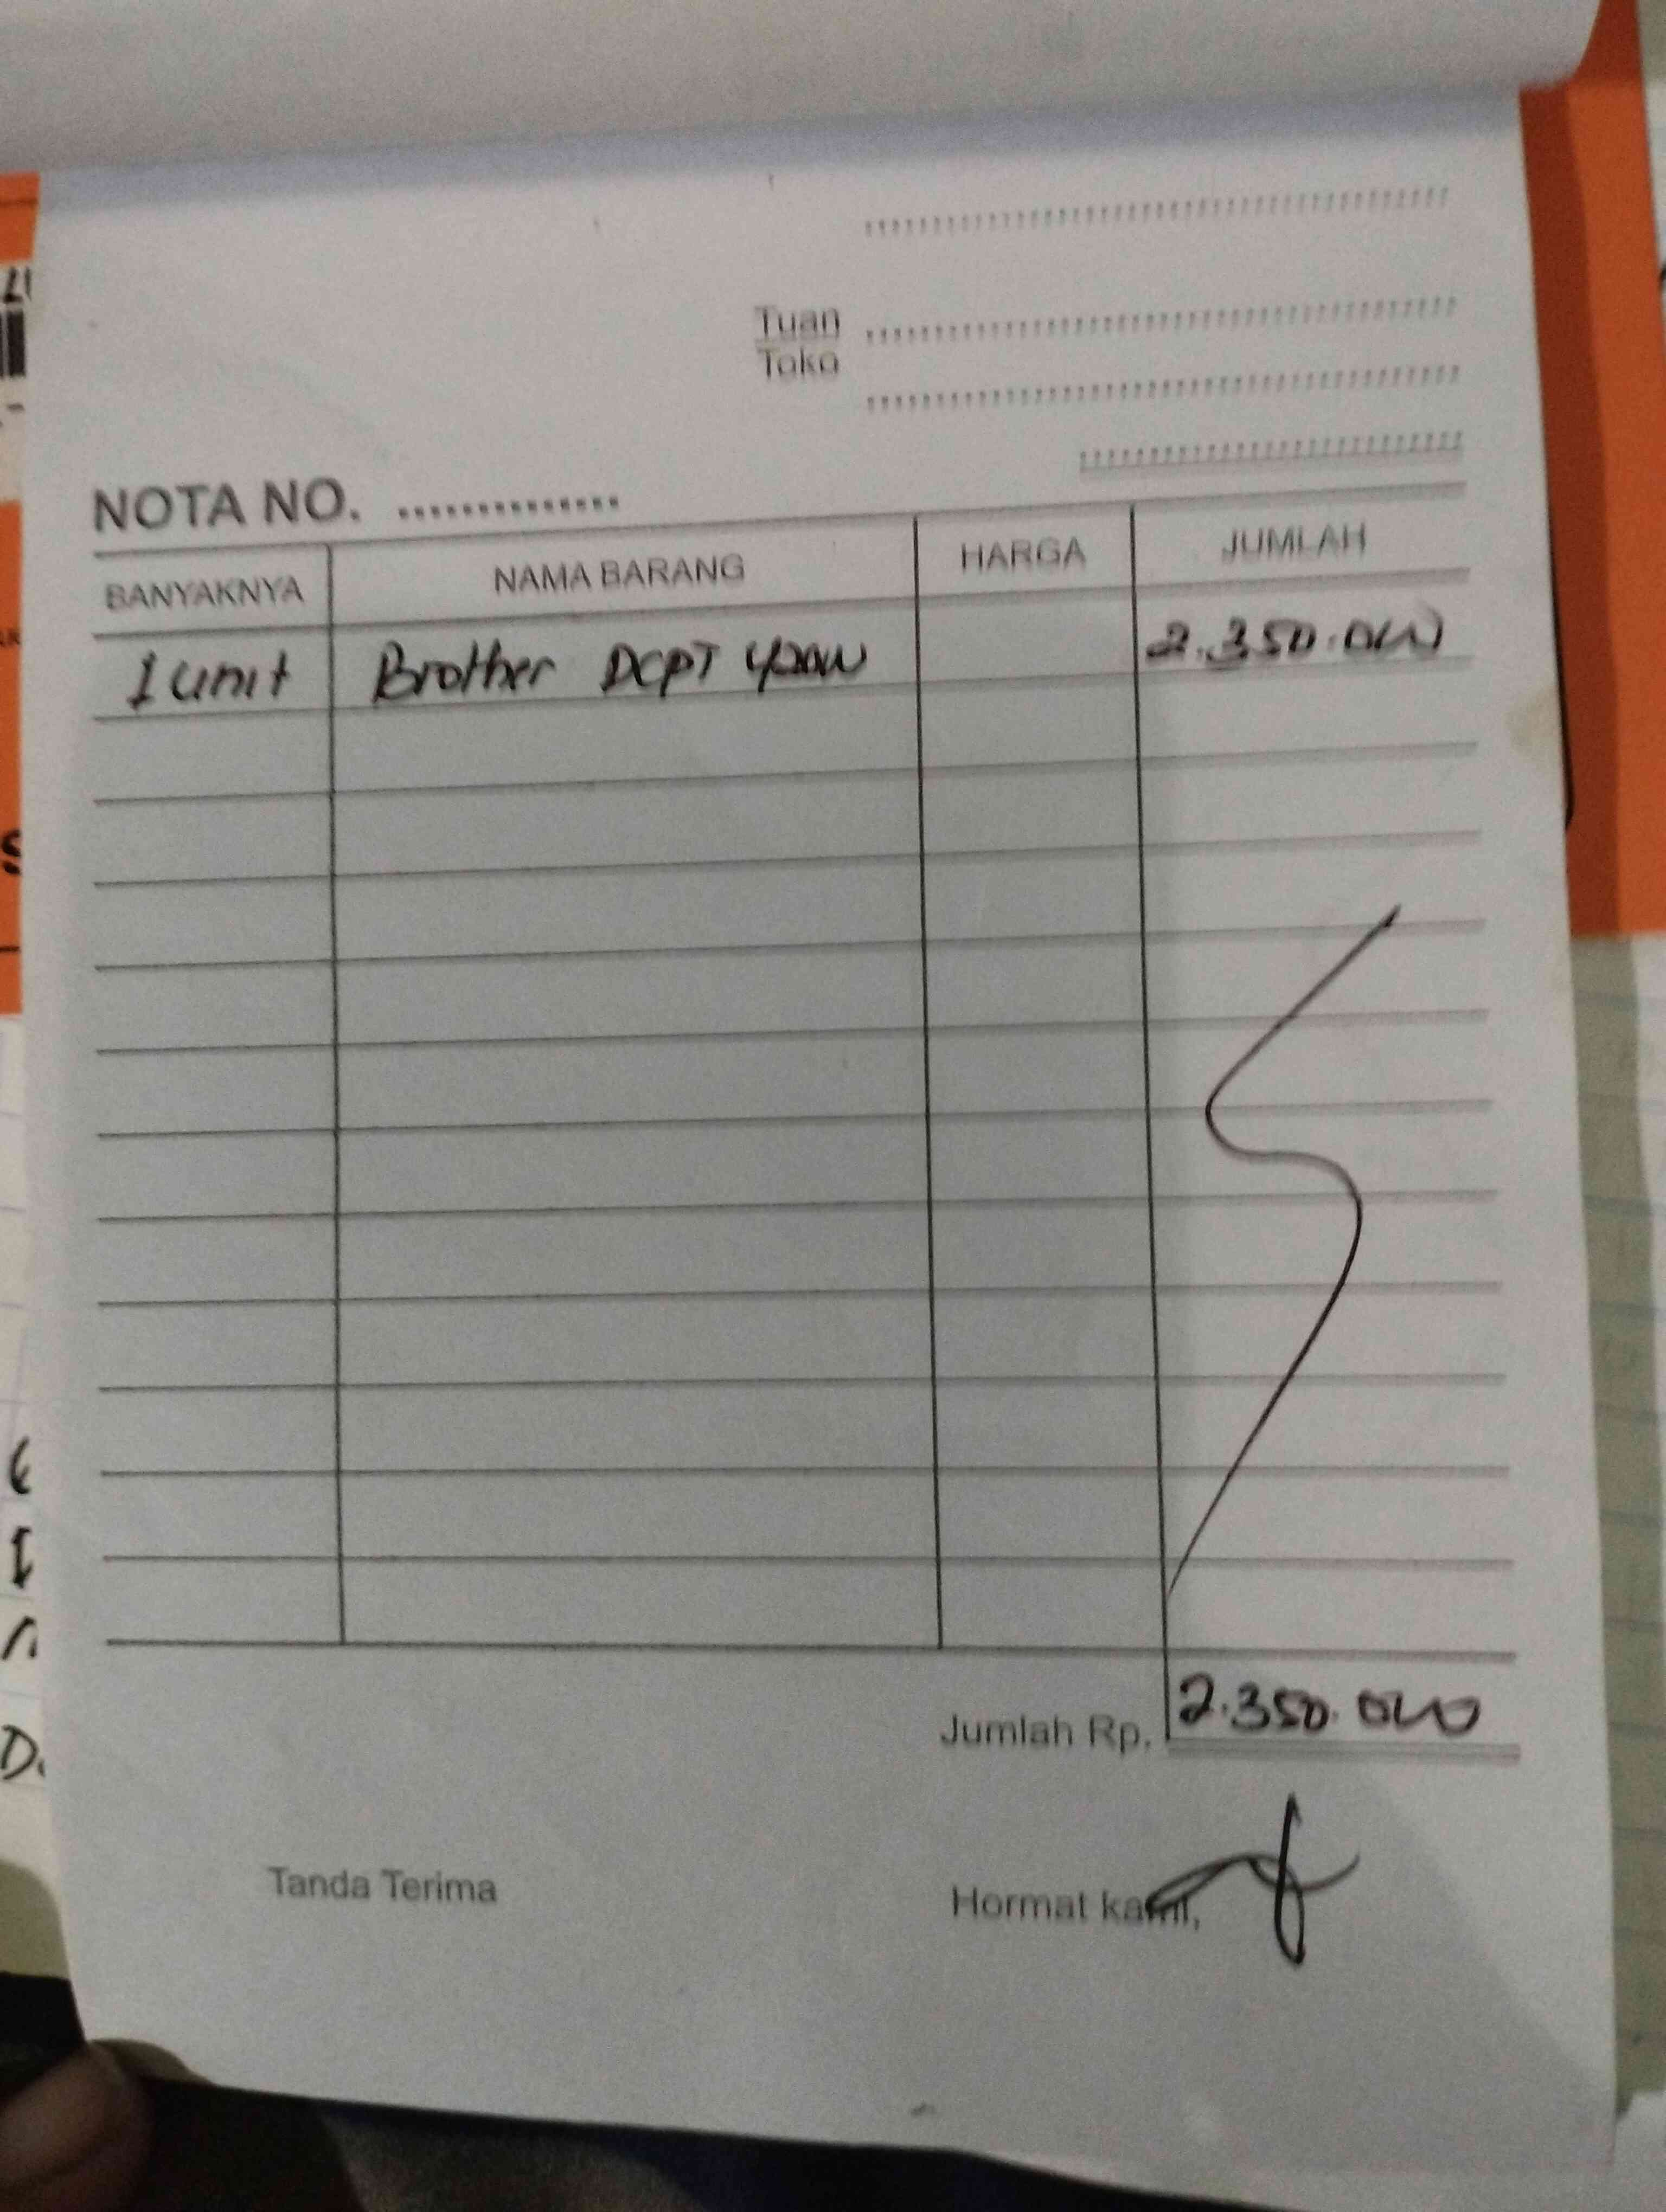 Tuan
Toko
NOTA NO. ...............
BANYAKNYA NAMA BARANG HARGA JUMLAH
1 unit Brother DCPT 420W 2.350.000
Jumlah Rp. 2.350.000
Tanda Terima Hormat kami,